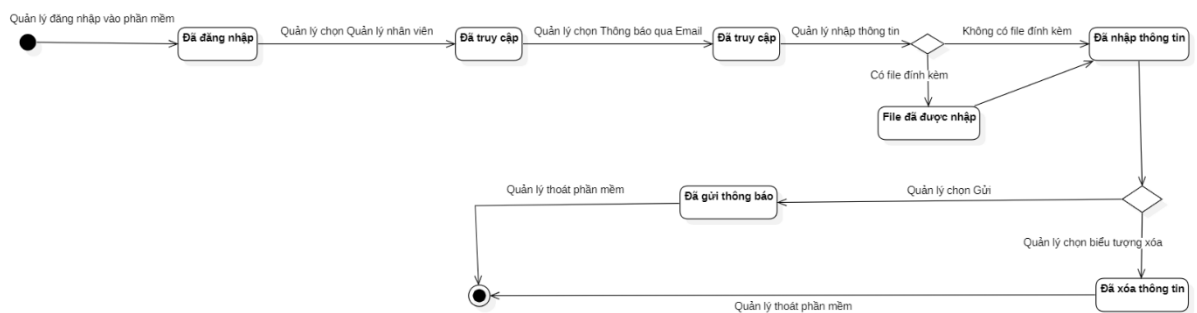 Quản lý đăng nhập vào phần mềm
Đã đăng nhập
Quản lý chọn Quản lý nhân viên
Đã truy cập
Quản lý chọn Thông báo qua Email
Đã truy cập
Quản lý nhập thông tin
Không có file đính kèm
Đã nhập thông tin
Có file đính kèm
File đã được nhập
Quản lý thoát phần mềm
Đã gửi thông báo
Quản lý chọn Gửi
Quản lý chọn biểu tượng xóa
Đã xóa thông tin
Quản lý thoát phần mềm